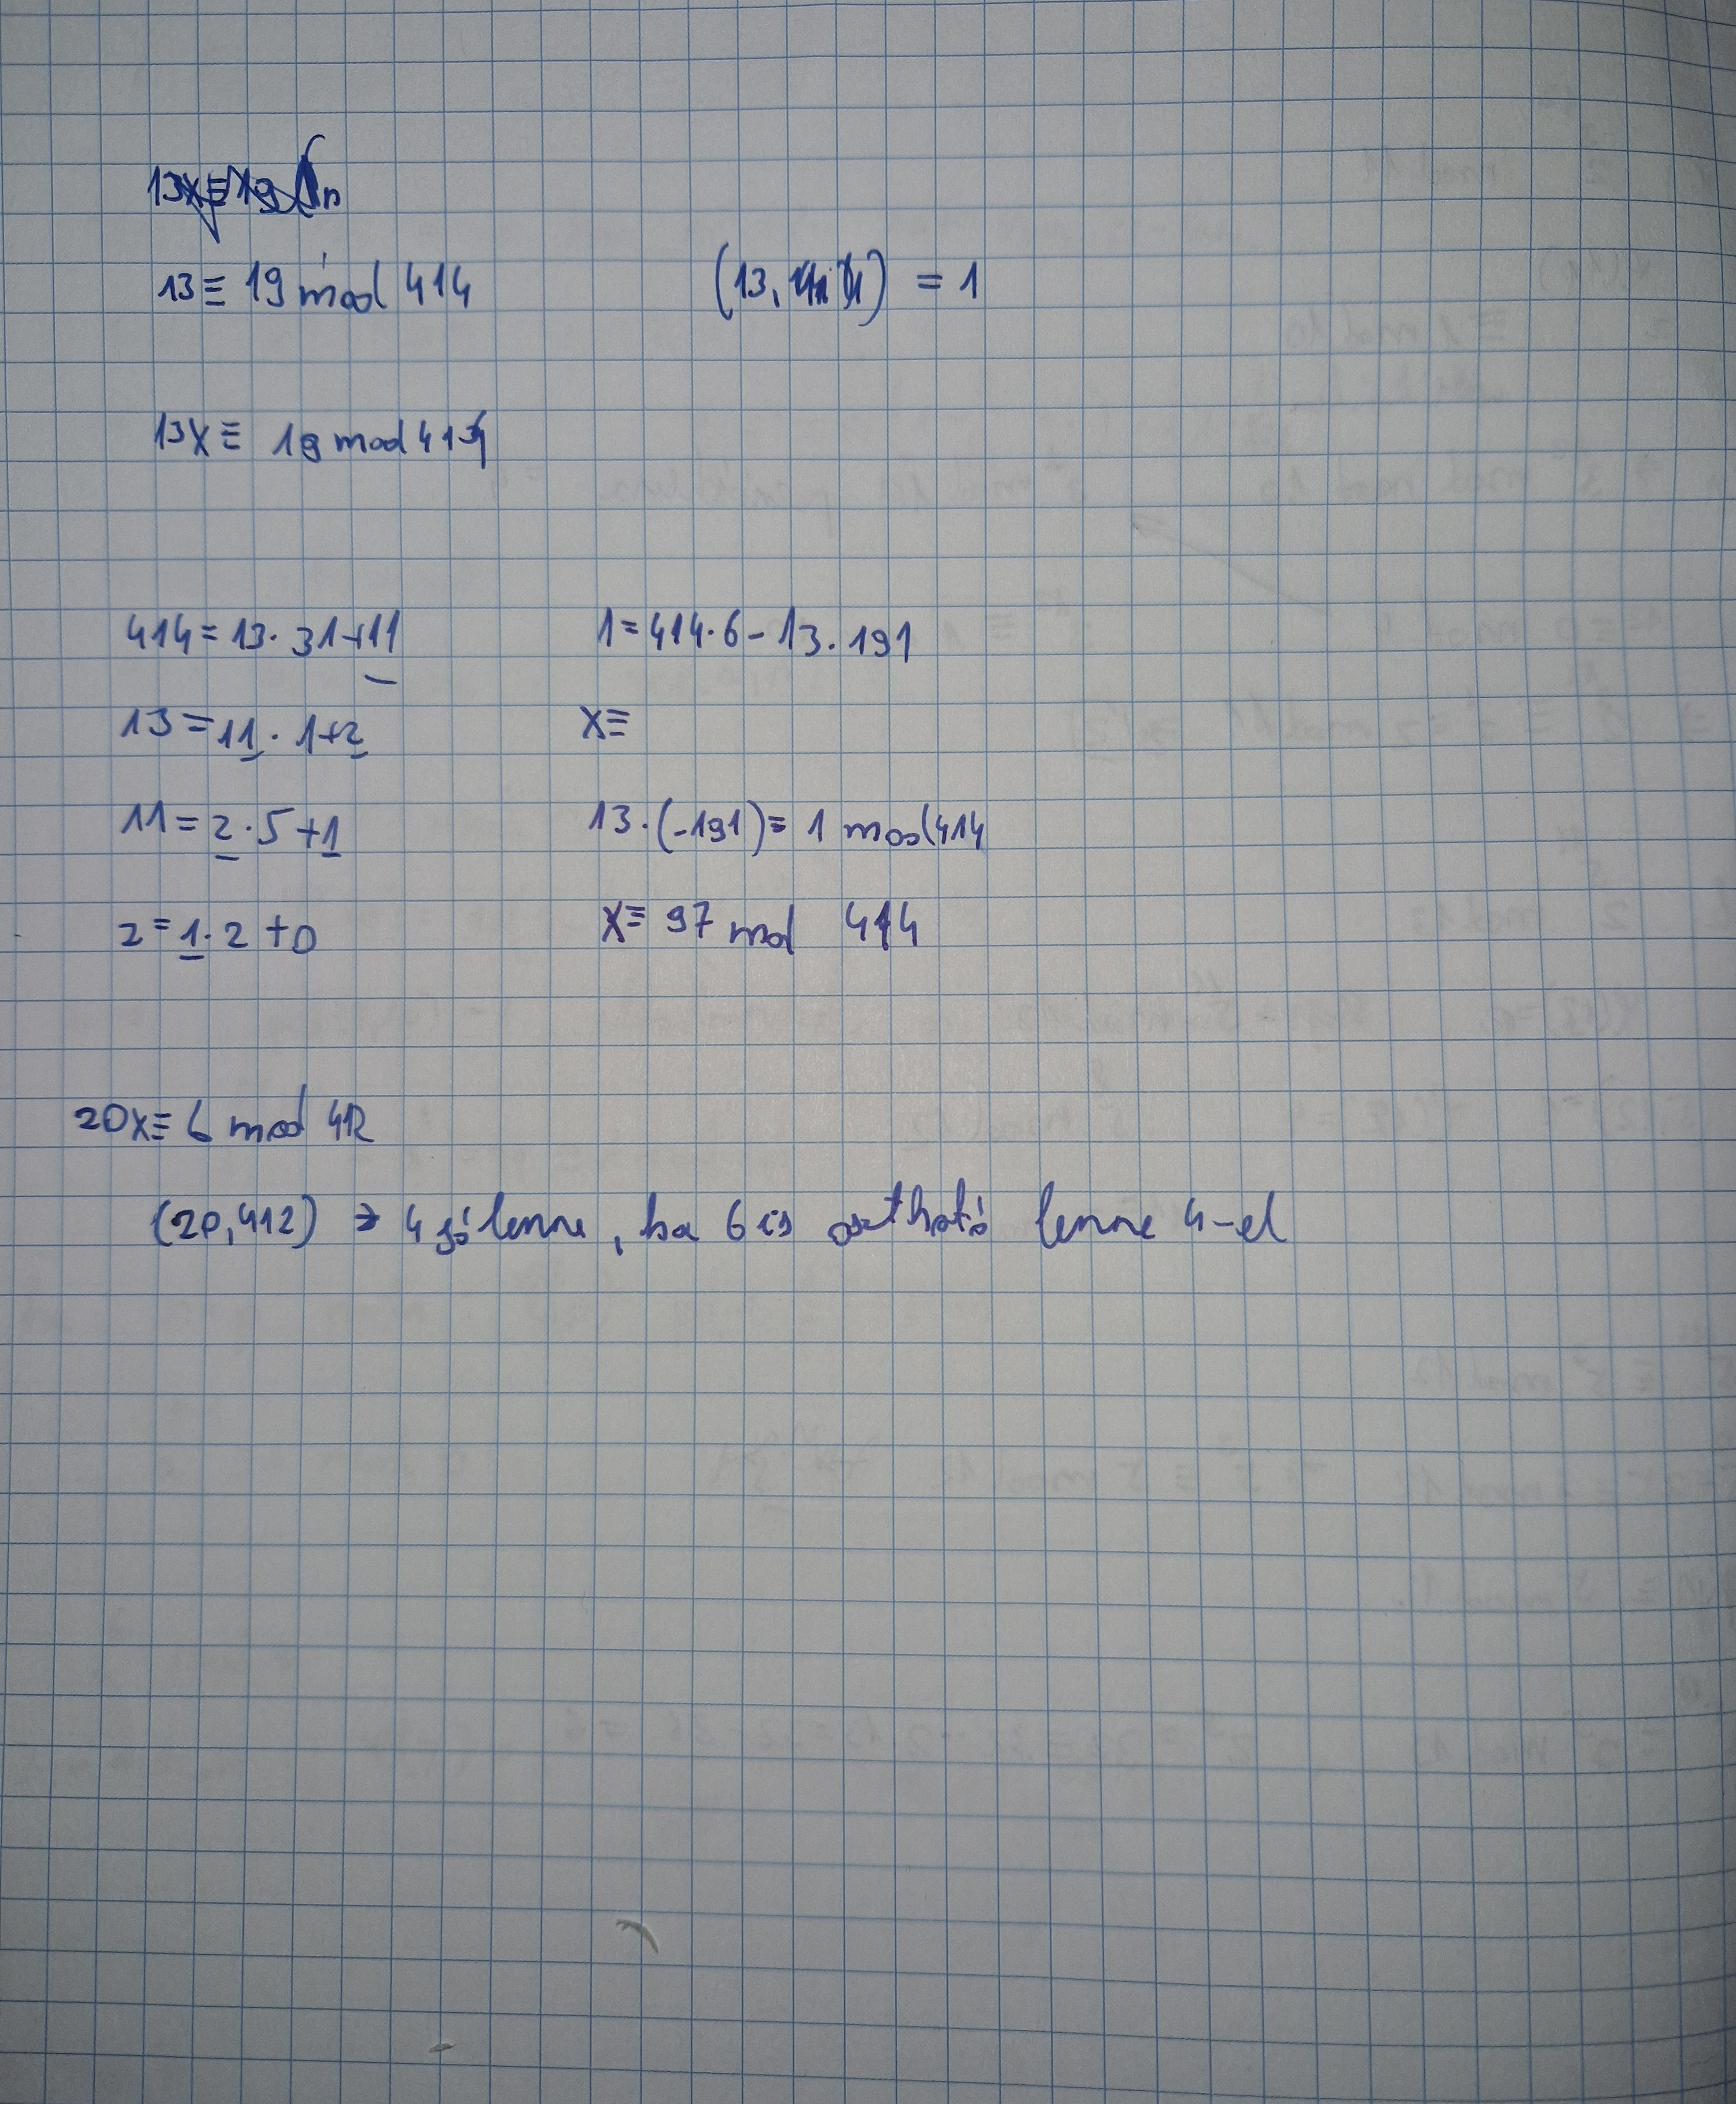 13 ≡ 19 mod 414 (13, 414) = 1
13x ≡ 19 mod 414
414 = 13 · 31 + 11 1 = 414 · 6 - 13 · 191
13 = 11 · 1 + 2 x ≡
11 = 2 · 5 + 1 13 · (-191) ≡ 1 mod 414
2 = 1 · 2 + 0 x ≡ 97 mod 414
20x ≡ 6 mod 412
(20, 412) → 4 jó lenne, ha 6 is osztható lenne 4-el